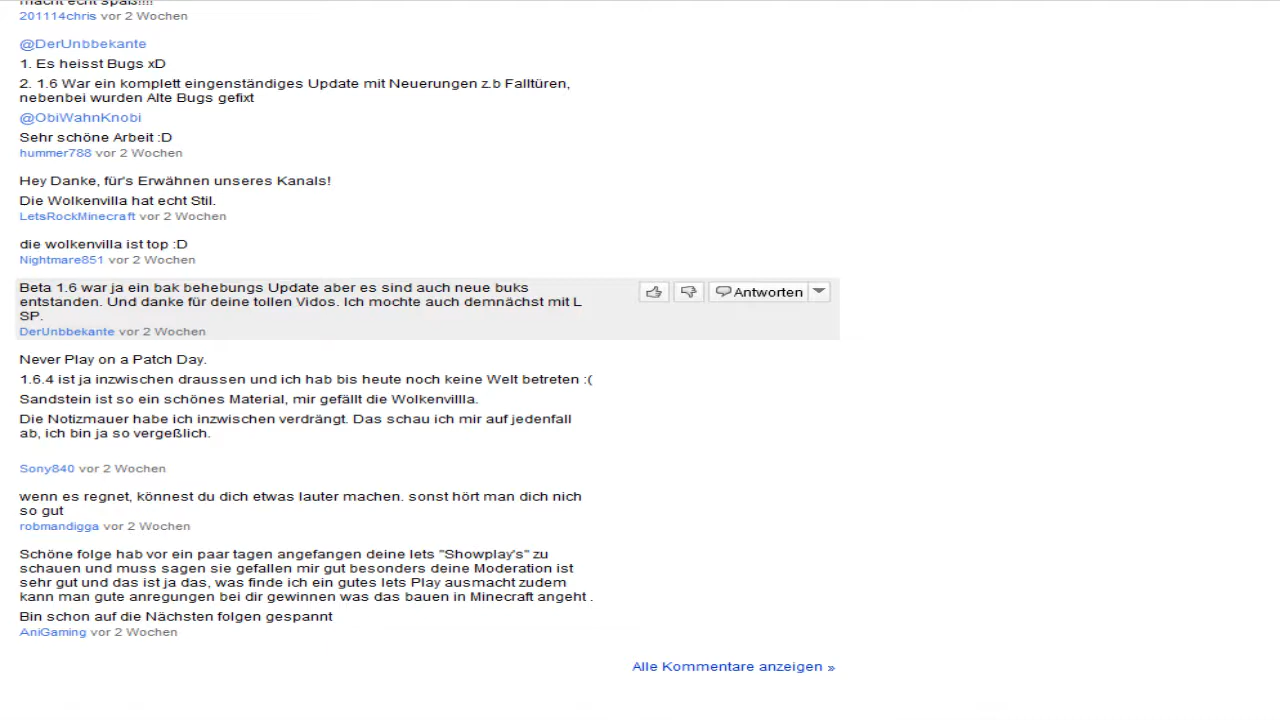 macht echt spaß!!!!
201114chris vor 2 Wochen
@DerUnbbekante
1. Es heisst Bugs xD
2. 1.6 War ein komplett eingenständiges Update mit Neuerungen z.b Falltüren,
nebenbei wurden Alte Bugs gefixt
@ObiWahnKnobi
Sehr schöne Arbeit :D
hummer788 vor 2 Wochen
Hey Danke, für's Erwähnen unseres Kanals!
Die Wolkenvilla hat echt Stil.
LetsRockMinecraft vor 2 Wochen
die wolkenvilla ist top :D
Nightmare851 vor 2 Wochen
Beta 1.6 war ja ein bak behebungs Update aber es sind auch neue buks
entstanden. Und danke für deine tollen Vidos. Ich mochte auch demnächst mit L
SP.
Antworten
DerUnbbekante vor 2 Wochen
Never Play on a Patch Day.
1.6.4 ist ja inzwischen draussen und ich hab bis heute noch keine Welt betreten :(
Sandstein ist so ein schönes Material, mir gefällt die Wolkenvillla.
Die Notizmauer habe ich inzwischen verdrängt. Das schau ich mir auf jedenfall
ab, ich bin ja so vergeßlich.
Sony840 vor 2 Wochen
wenn es regnet, könnest du dich etwas lauter machen. sonst hört man dich nich
so gut
robmandigga vor 2 Wochen
Schöne folge hab vor ein paar tagen angefangen deine lets "Showplay's" zu
schauen und muss sagen sie gefallen mir gut besonders deine Moderation ist
sehr gut und das ist ja das, was finde ich ein gutes lets Play ausmacht zudem
kann man gute anregungen bei dir gewinnen was das bauen in Minecraft angeht .
Bin schon auf die Nächsten folgen gespannt
AniGaming vor 2 Wochen
Alle Kommentare anzeigen »